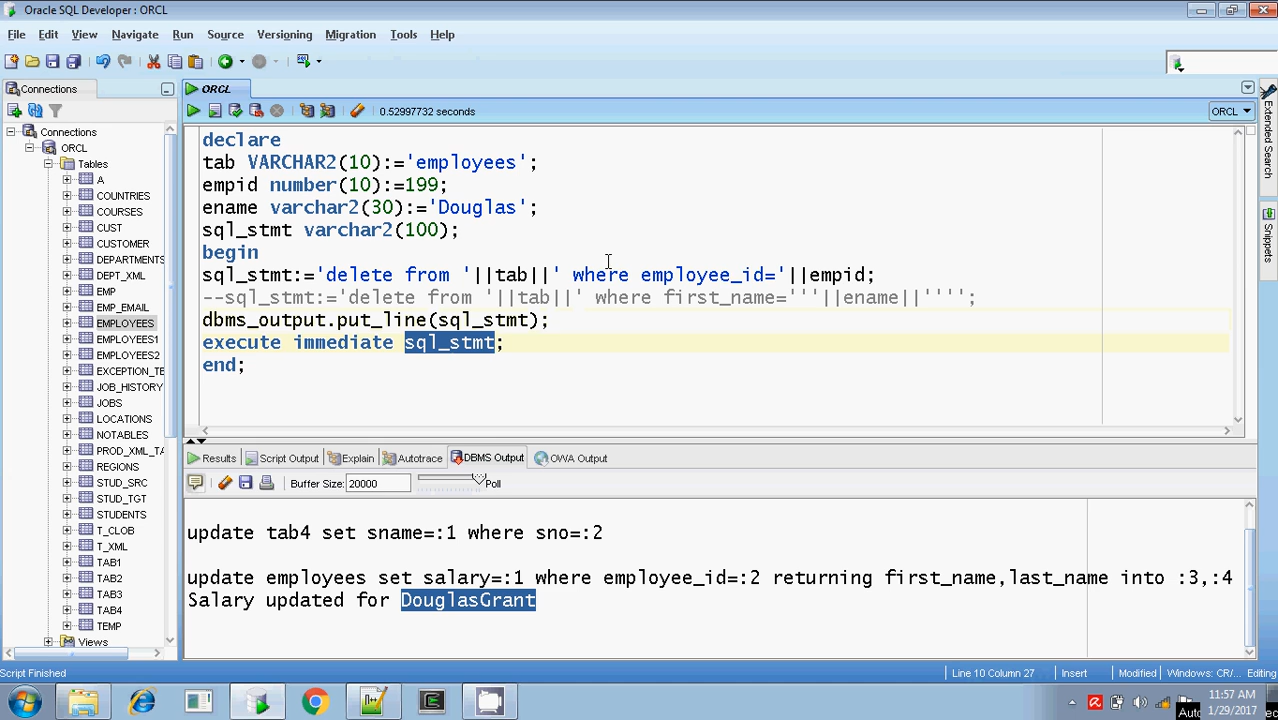 Oracle SQL Developer : ORCL
File Edit View Navigate Run Source Versioning Migration Tools Help
Connections
ORCL
0.52997732 seconds
ORCL
Connections
ORCL
Tables
A
COUNTRIES
COURSES
CUST
CUSTOMER
DEPARTMENTS
DEPT_XML
EMP
EMP_EMAIL
EMPLOYEES
EMPLOYEES1
EMPLOYEES2
EXCEPTION_TE
JOB_HISTORY
JOBS
LOCATIONS
NOTABLES
PROD_XML_TA
REGIONS
STUD_SRC
STUD_TGT
STUDENTS
T_CLOB
T_XML
TAB1
TAB2
TAB3
TAB4
TEMP
Views
declare
tab VARCHAR2(10):='employees';
empid number(10):=199;
ename varchar2(30):='Douglas';
sql_stmt varchar2(100);
begin
sql_stmt:='delete from '||tab||' where employee_id='||empid;
--sql_stmt:='delete from '||tab||' where first_name='''||ename||'''';
dbms_output.put_line(sql_stmt);
execute immediate sql_stmt;
end;
Extended Search
Snippets
Results Script Output Explain Autotrace DBMS Output OWA Output
Buffer Size: 20000 Poll
update tab4 set sname=:1 where sno=:2
update employees set salary=:1 where employee_id=:2 returning first_name,last_name into :3,:4
Salary updated for DouglasGrant
Script Finished
Line 10 Column 27 Insert Modified Windows: CR/... Editing
11:57 AM
1/29/2017